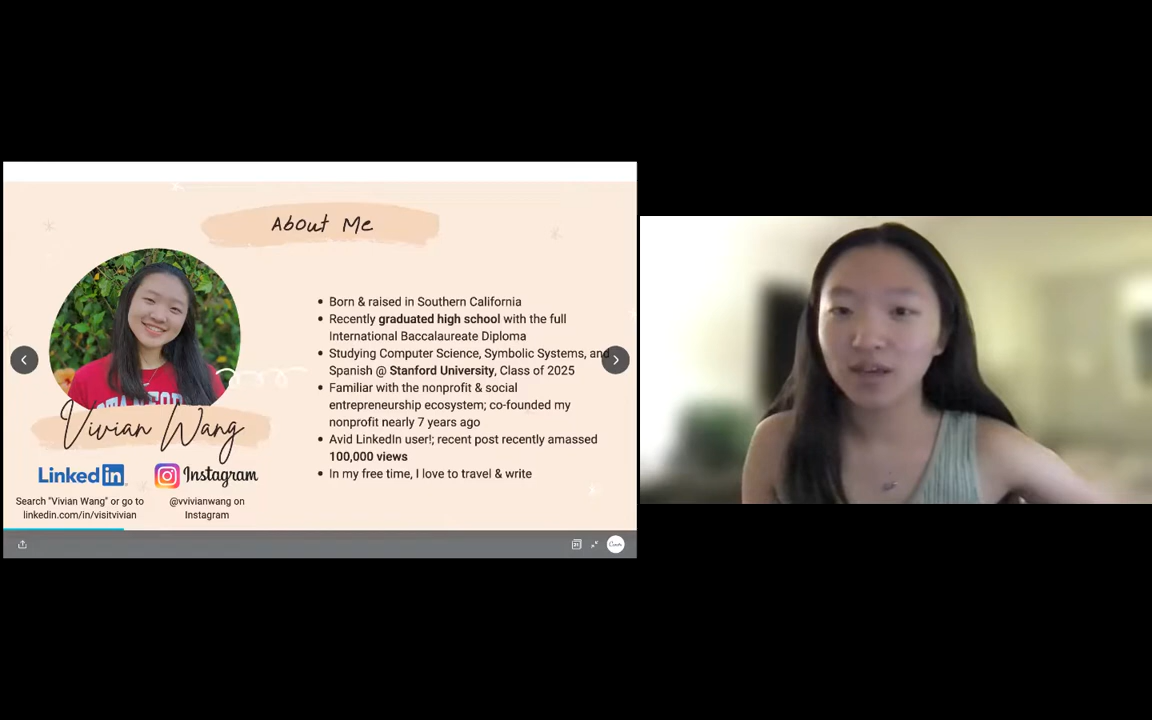 About Me
Born & raised in Southern California
Recently graduated high school with the full
International Baccalaureate Diploma
Studying Computer Science, Symbolic Systems, and
Spanish @ Stanford University, Class of 2025
Familiar with the nonprofit & social
entrepreneurship ecosystem; co-founded my
nonprofit nearly 7 years ago
Avid LinkedIn user!; recent post recently amassed
100,000 views
In my free time, I love to travel & write
Vivian Wang
LinkedIn
Search "Vivian Wang" or go to
linkedin.com/in/visitvivian
Instagram
@vvivianwang on
Instagram